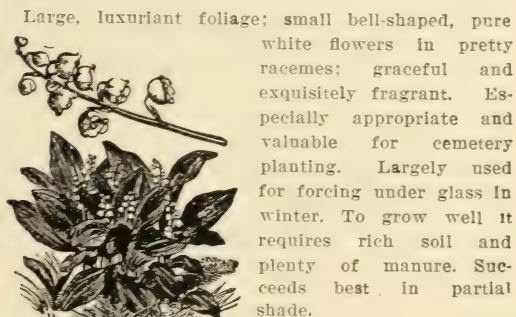 Large, luxuriant foliage; small bell-shaped, pure
white flowers in pretty
racemes; graceful and
exquisitely fragrant. Es-
pecially appropriate and
valuable for cemetery
planting. Largely used
for forcing under glass in
winter. To grow well it
requires rich soil and
plenty of manure. Suc-
ceeds best in partial
shade.